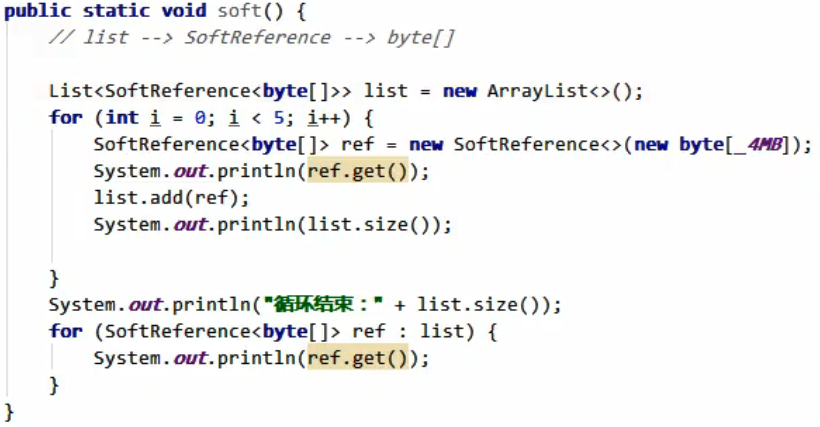 public static void soft() {
    // list --> SoftReference --> byte[]

    List<SoftReference<byte[]>> list = new ArrayList<>();
    for (int i = 0; i < 5; i++) {
        SoftReference<byte[]> ref = new SoftReference<>(new byte[_4MB]);
        System.out.println(ref.get());
        list.add(ref);
        System.out.println(list.size());

    }
    System.out.println("循环结束：" + list.size());
    for (SoftReference<byte[]> ref : list) {
        System.out.println(ref.get());
    }
}